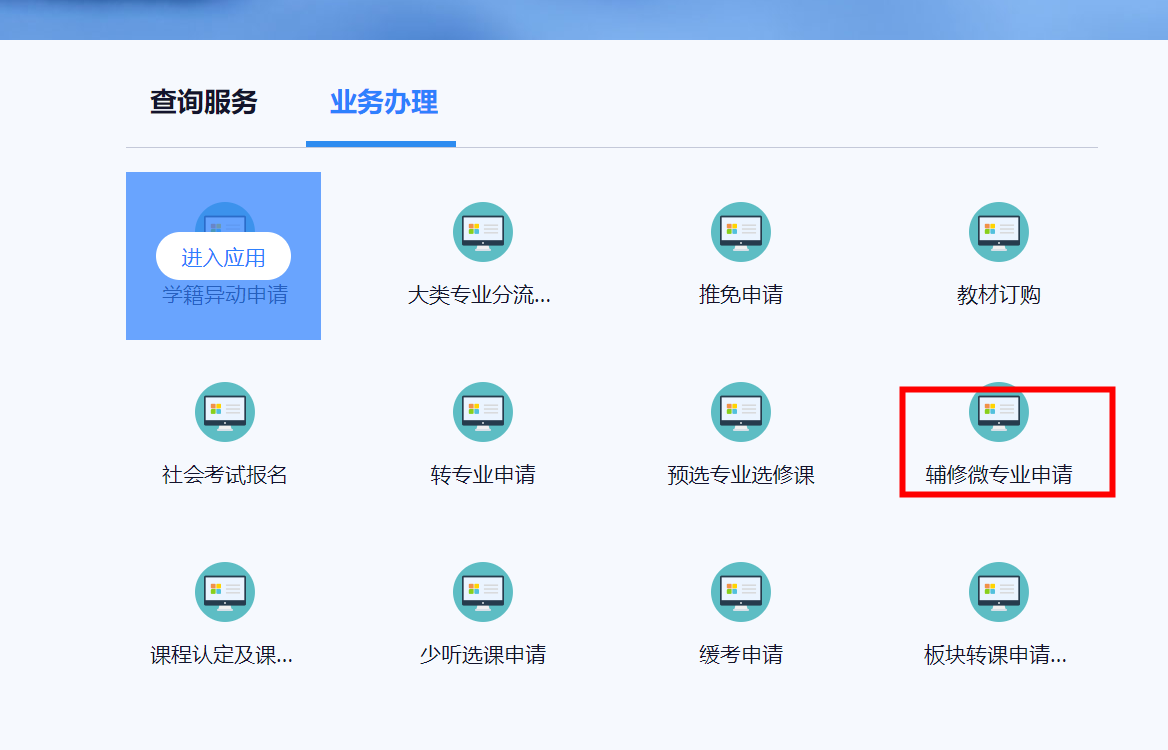 查询服务
业务办理
进入应用
学籍异动申请
大类专业分流...
推免申请
教材订购
社会考试报名
转专业申请
预选专业选修课
辅修微专业申请
课程认定及课...
少听选课申请
缓考申请
板块转课申请...